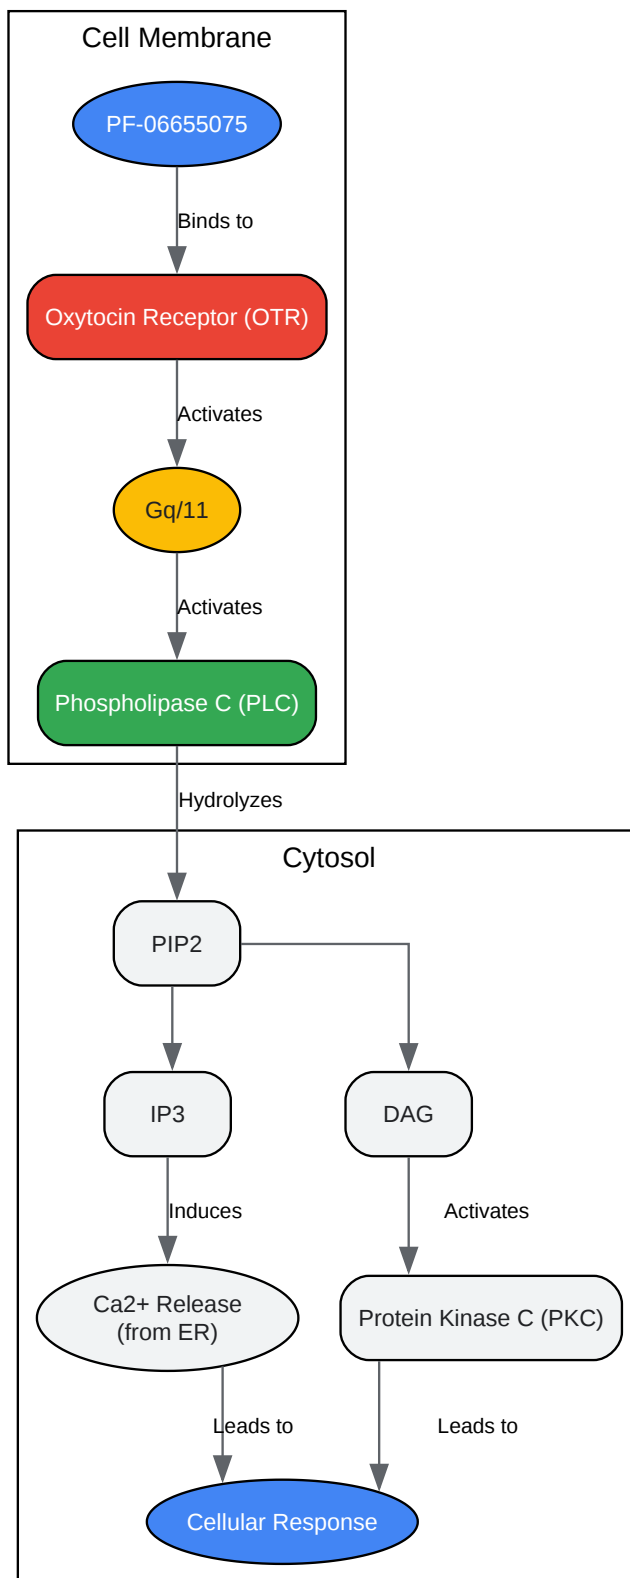 Cell Membrane
PF-06655075
Binds to
Oxytocin Receptor (OTR)
Activates
Gq/11
Activates
Phospholipase C (PLC)
Hydrolyzes
Cytosol
PIP2
IP3
DAG
Induces
Activates
Ca2+ Release
(from ER)
Protein Kinase C (PKC)
Leads to
Leads to
Cellular Response